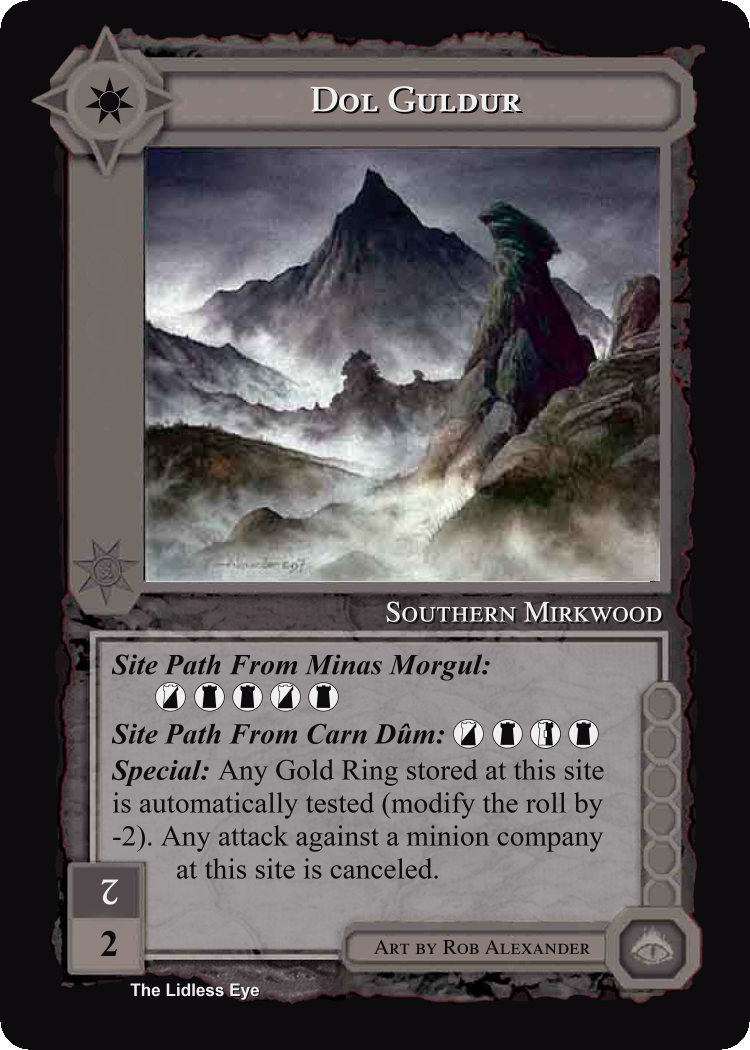 Dol Guldur
Southern Mirkwood
Site Path From Minas Morgul:
Site Path From Carn Dûm:
Special: Any Gold Ring stored at this site
is automatically tested (modify the roll by
-2). Any attack against a minion company
at this site is canceled.
2
2
Art by Rob Alexander
The Lidless Eye